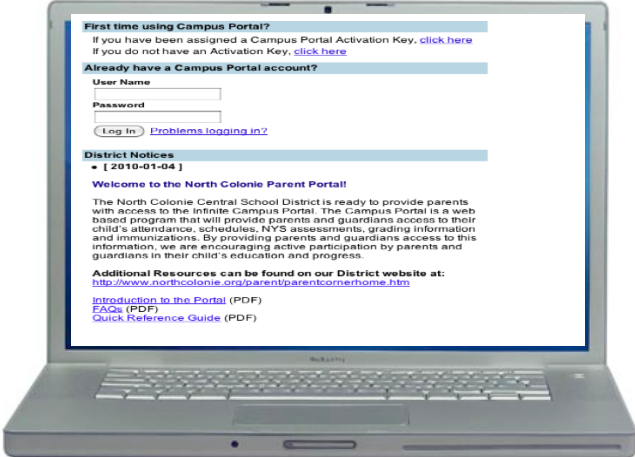 First time using Campus Portal?
If you have been assigned a Campus Portal Activation Key, click here
If you do not have an Activation Key, click here
Already have a Campus Portal account?
User Name
Password
Log In Problems logging in?
District Notices
• [ 2010-01-04 ]
Welcome to the North Colonie Parent Portal!
The North Colonie Central School District is ready to provide parents
with access to the Infinite Campus Portal. The Campus Portal is a web
based program that will provide parents and guardians access to their
child's attendance, schedules, NYS assessments, grading information
and immunizations. By providing parents and guardians access to this
information, we are encouraging active participation by parents and
guardians in their child's education and progress.
Additional Resources can be found on our District website at:
http://www.northcolonie.org/parent/parentcornerhome.htm
Introduction to the Portal (PDF)
FAQs (PDF)
Quick Reference Guide (PDF)